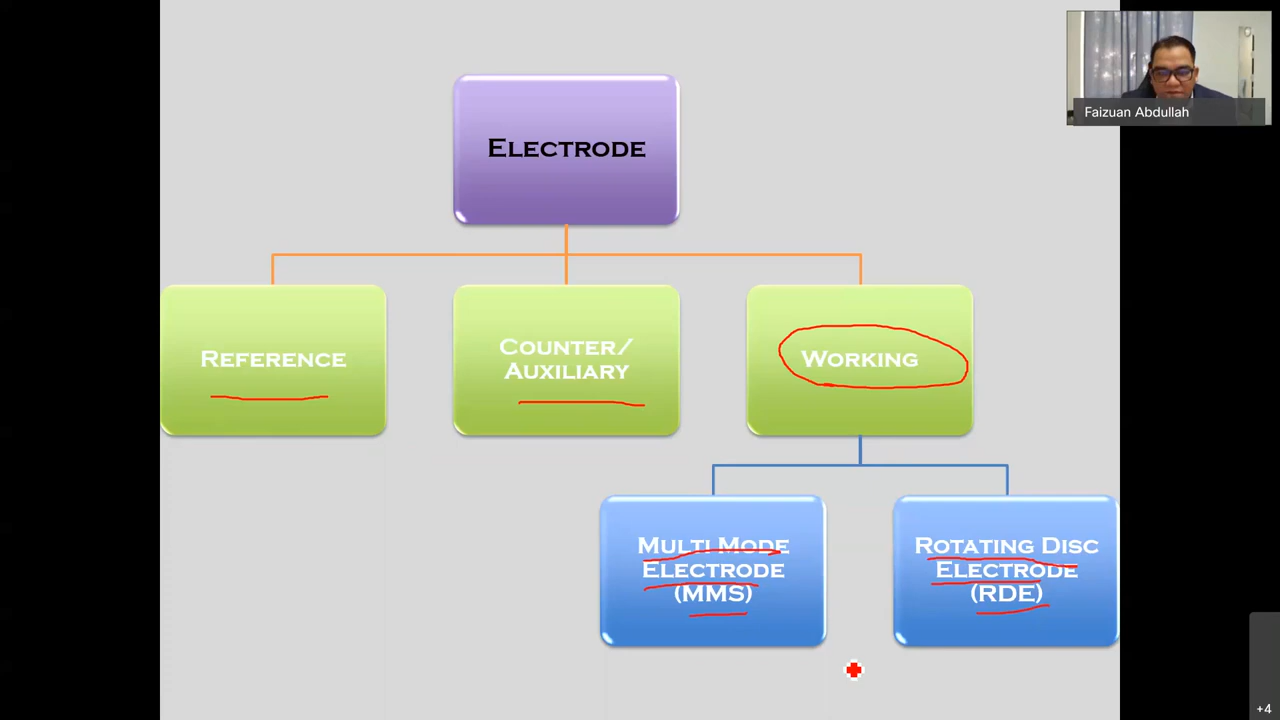 Faizuan Abdullah
ELECTRODE
REFERENCE
COUNTER/
AUXILIARY
WORKING
MULTI MODE
ELECTRODE
(MMS)
ROTATING DISC
ELECTRODE
(RDE)
+4